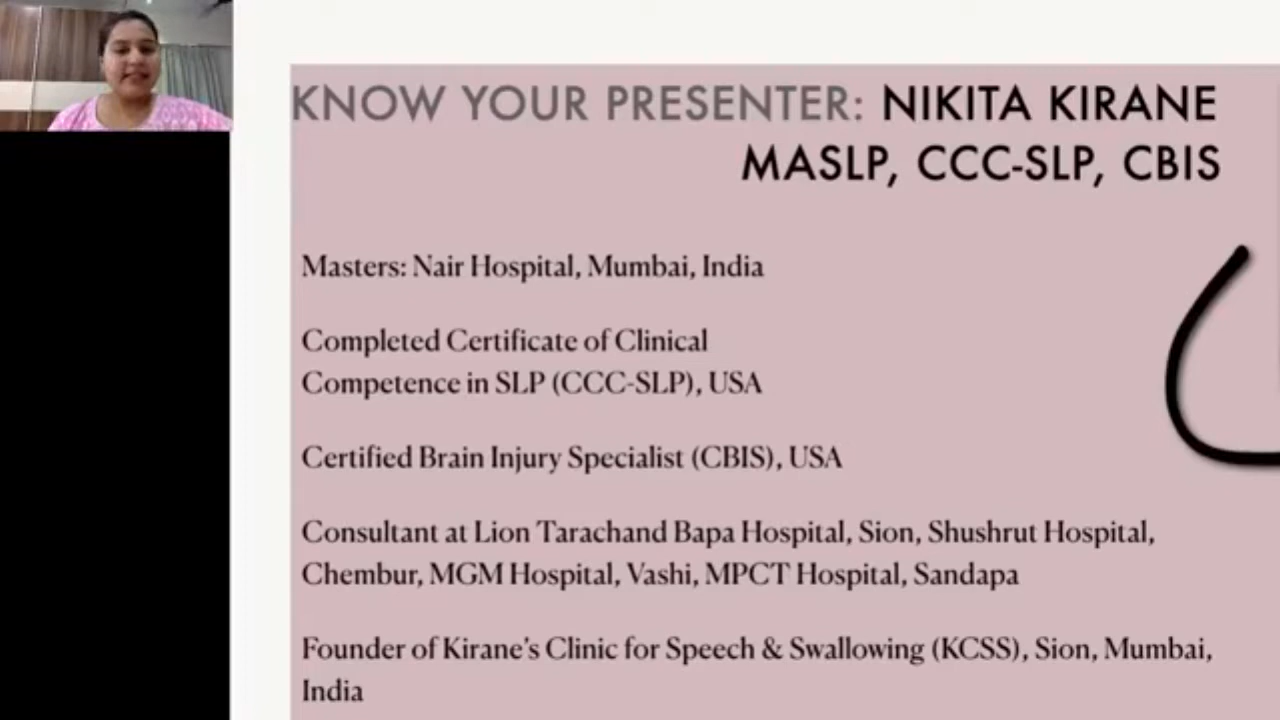 KNOW YOUR PRESENTER: NIKITA KIRANE
MASLP, CCC-SLP, CBIS
Masters: Nair Hospital, Mumbai, India
Completed Certificate of Clinical
Competence in SLP (CCC-SLP), USA
Certified Brain Injury Specialist (CBIS), USA
Consultant at Lion Tarachand Bapa Hospital, Sion, Shushrut Hospital,
Chembur, MGM Hospital, Vashi, MPCT Hospital, Sandapa
Founder of Kirane’s Clinic for Speech & Swallowing (KCSS), Sion, Mumbai,
India